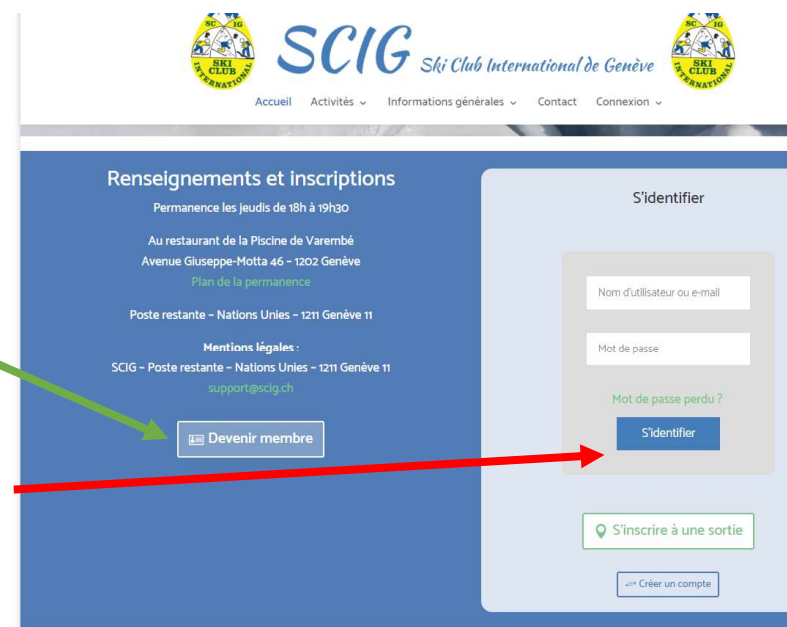 SC IG
SKI
CLUB
INTERNATIONAL
SCIG Ski Club International de Genève
SC IG
SKI
CLUB
INTERNATIONAL
Accueil Activités Informations générales Contact Connexion
Renseignements et inscriptions
Permanence les jeudis de 18h à 19h30
Au restaurant de la Piscine de Varembé
Avenue Giuseppe-Motta 46 – 1202 Genève
Plan de la permanence
Poste restante – Nations Unies – 1211 Genève 11
Mentions légales :
SCIG – Poste restante – Nations Unies – 1211 Genève 11
support@scig.ch
Devenir membre
S'identifier
Nom d'utilisateur ou e-mail
Mot de passe
Mot de passe perdu ?
S'identifier
S'inscrire à une sortie
Créer un compte